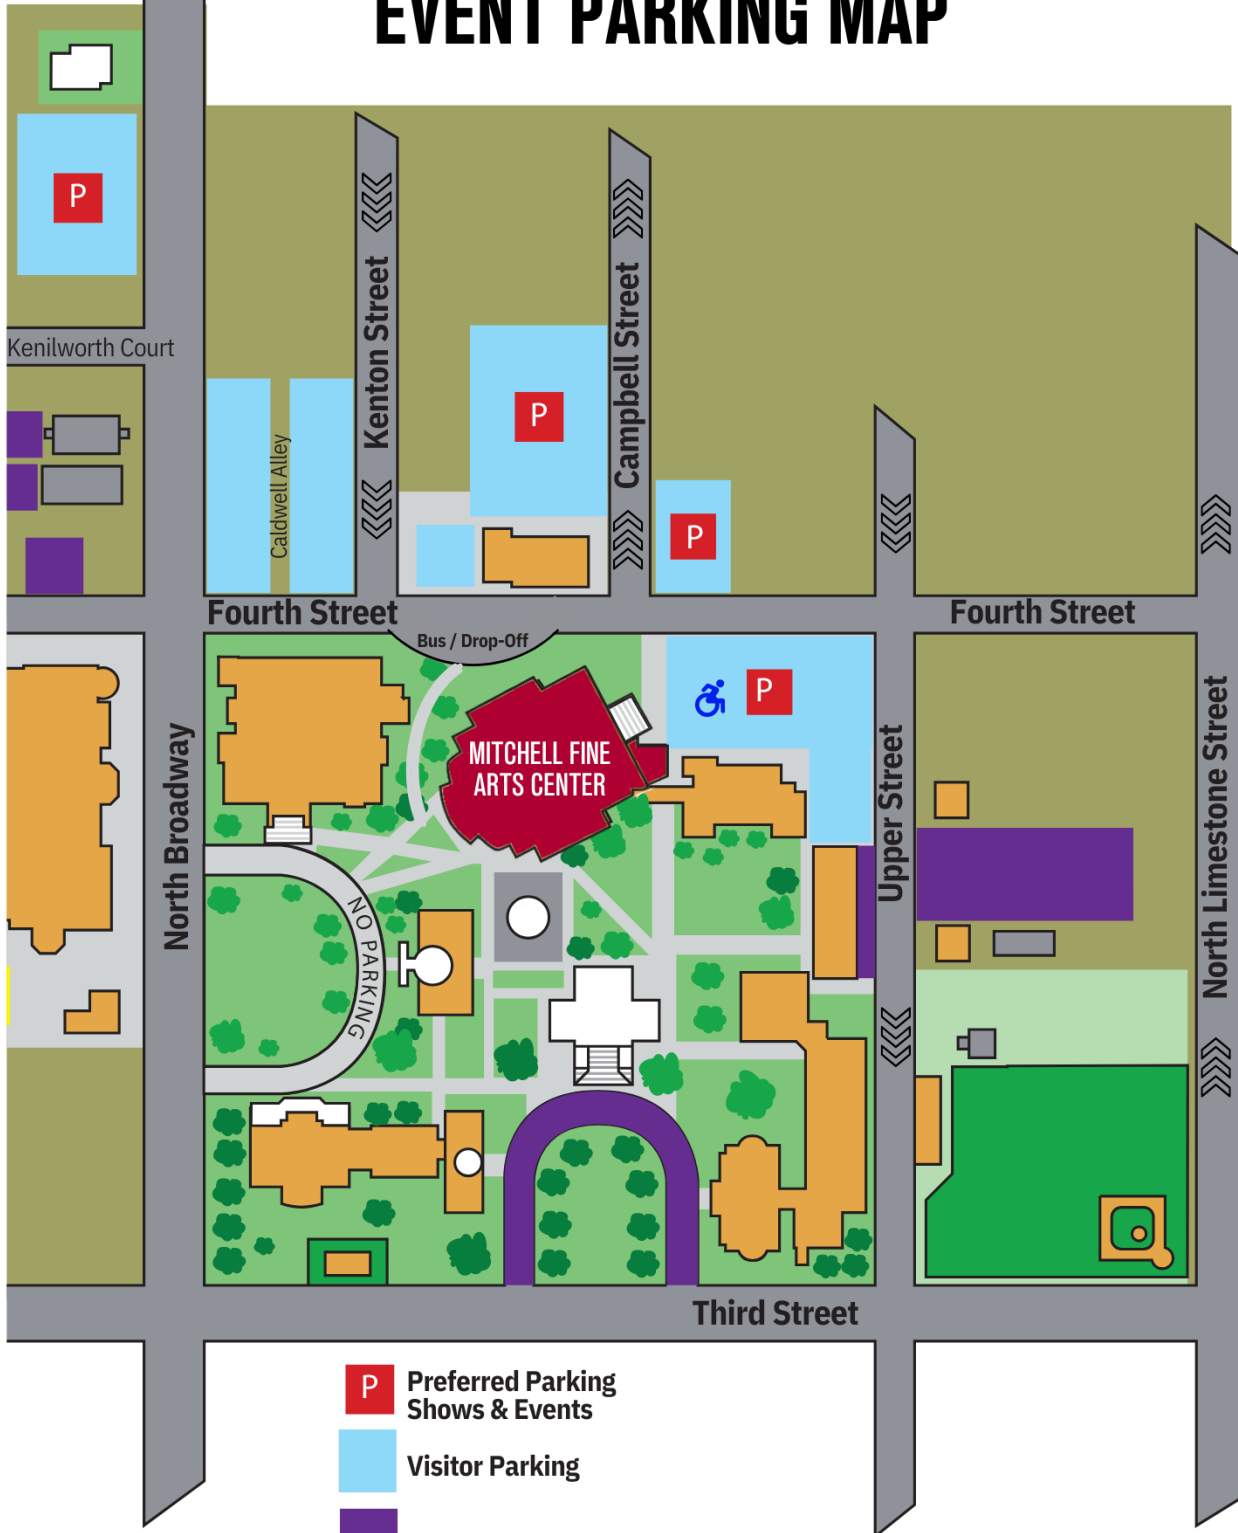 EVENT PARKING MAP
P
Kenilworth Court
Kenton Street
Campbell Street
P
Caldwell Alley
P
Fourth Street
Fourth Street
Bus / Drop-Off
P
MITCHELL FINE
ARTS CENTER
North Broadway
Upper Street
North Limestone Street
NO PARKING
Third Street
P
Preferred Parking
Shows & Events
Visitor Parking